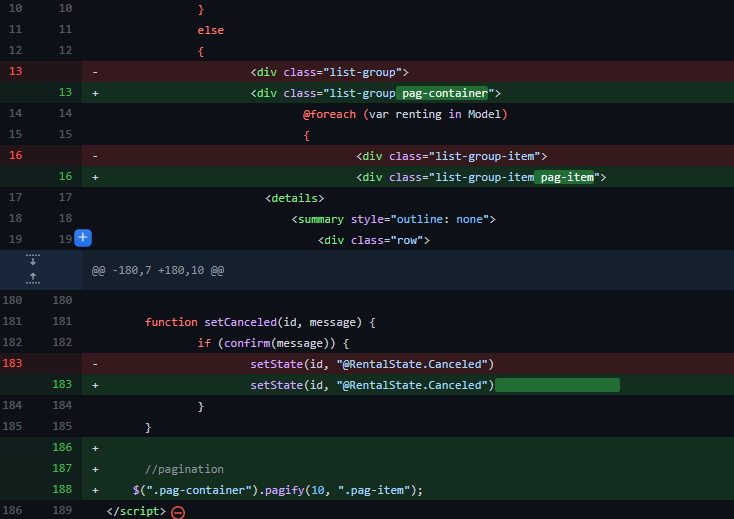 10 10 }
11 11 else
12 12 {
13 - <div class="list-group">
13 + <div class="list-group pag-container">
14 14 @foreach (var renting in Model)
15 15 {
16 - <div class="list-group-item">
16 + <div class="list-group-item pag-item">
17 17 <details>
18 18 <summary style="outline: none">
19 19 + <div class="row">
@@ -180,7 +180,10 @@
180 180
181 181 function setCanceled(id, message) {
182 182 if (confirm(message)) {
183 - setState(id, "@RentalState.Canceled")
183 + setState(id, "@RentalState.Canceled")
184 184 }
185 185 }
186 +
187 + //pagination
188 + $(".pag-container").pagify(10, ".pag-item");
186 189 </script>